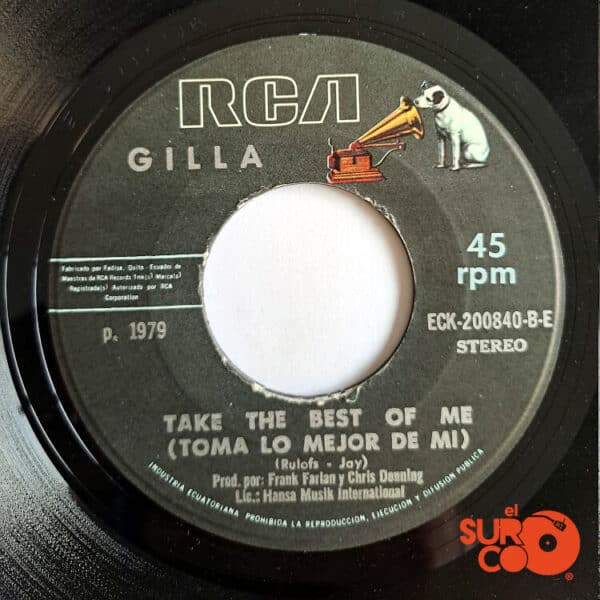 RCA
GILLA
45
rpm
Fabricado por Fadisa, Quito - Ecuador de
Maestras de RCA Records Tmk(s) Marca(s)
Registrada(s) Autorizado por RCA
Corporation
p. 1979
ECK-200840-B-E
STEREO
TAKE THE BEST OF ME
(TOMA LO MEJOR DE MI)
(Rulofs - Jay)
Prod. por: Frank Farian y Chris Denning
Lic.: Hansa Musik International
INDUSTRIA ECUATORIANA. PROHIBIDA LA REPRODUCCION, EJECUCION Y DIFUSION PUBLICA
el
SURCO
®